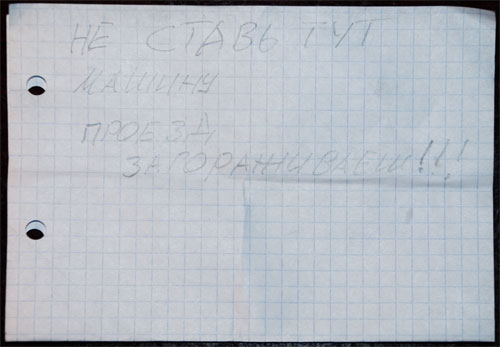 НЕ СТАВЬ ТУТ
МАШИНУ
ПРОЕЗД
ЗАГОРАЖИВАЕШ!!!